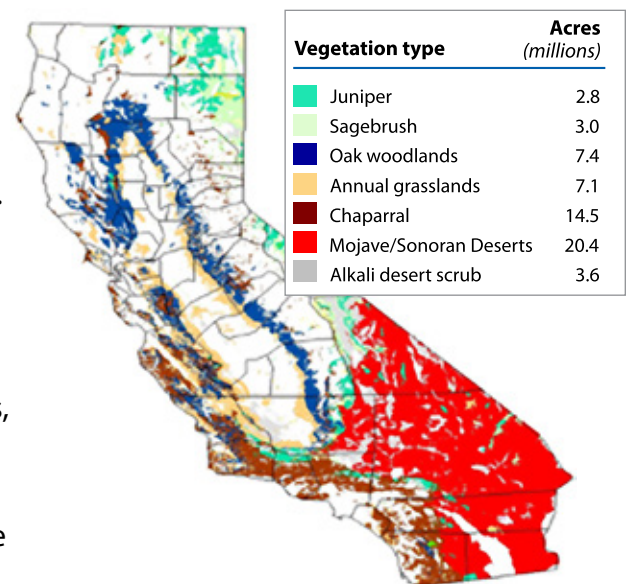 Acres
Vegetation type (millions)
Juniper 2.8
Sagebrush 3.0
Oak woodlands 7.4
Annual grasslands 7.1
Chaparral 14.5
Mojave/Sonoran Deserts 20.4
Alkali desert scrub 3.6